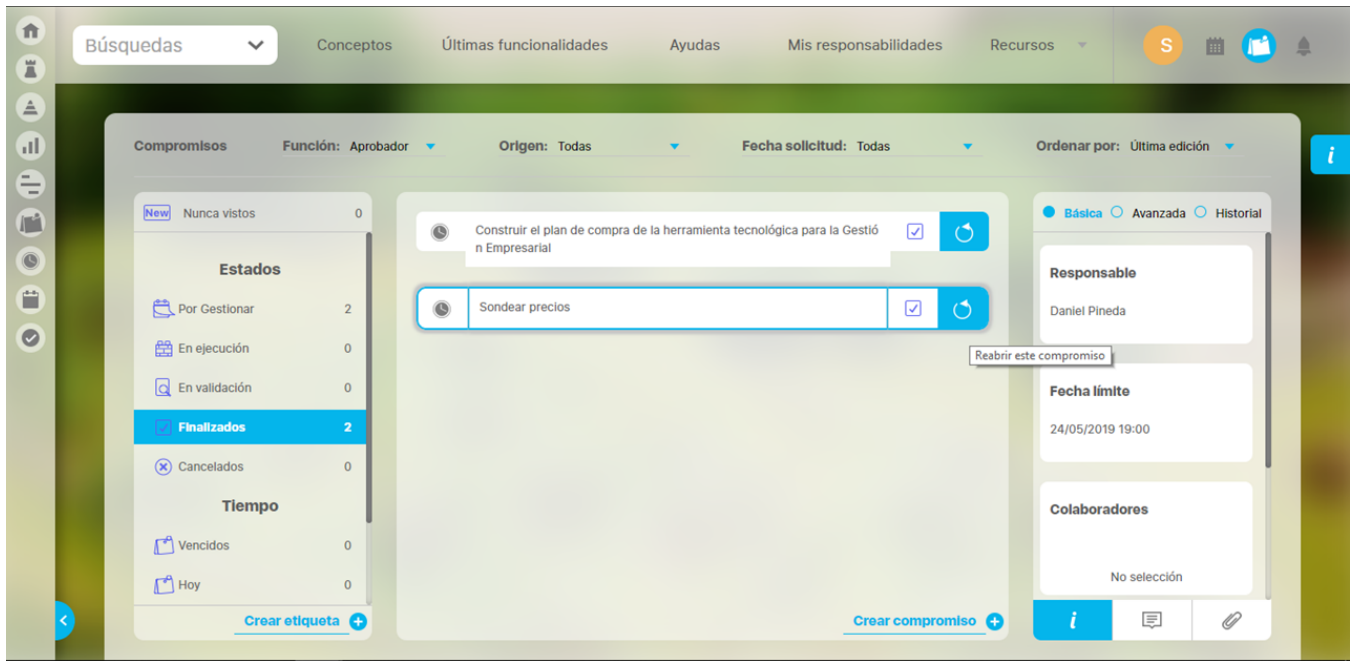 Búsquedas
Conceptos
Últimas funcionalidades
Ayudas
Mis responsabilidades
Recursos
S
Compromisos
Función: Aprobador
Origen: Todas
Fecha solicitud: Todas
Ordenar por: Última edición
i
New Nunca vistos 0
Estados
Por Gestionar 2
En ejecución 0
En validación 0
Finalizados 2
Cancelados 0
Tiempo
Vencidos 0
Hoy 0
Crear etiqueta
Construir el plan de compra de la herramienta tecnológica para la Gestió
n Empresarial
Sondear precios
Reabrir este compromiso
Crear compromiso
Básica
Avanzada
Historial
Responsable
Daniel Pineda
Fecha límite
24/05/2019 19:00
Colaboradores
No selección
i